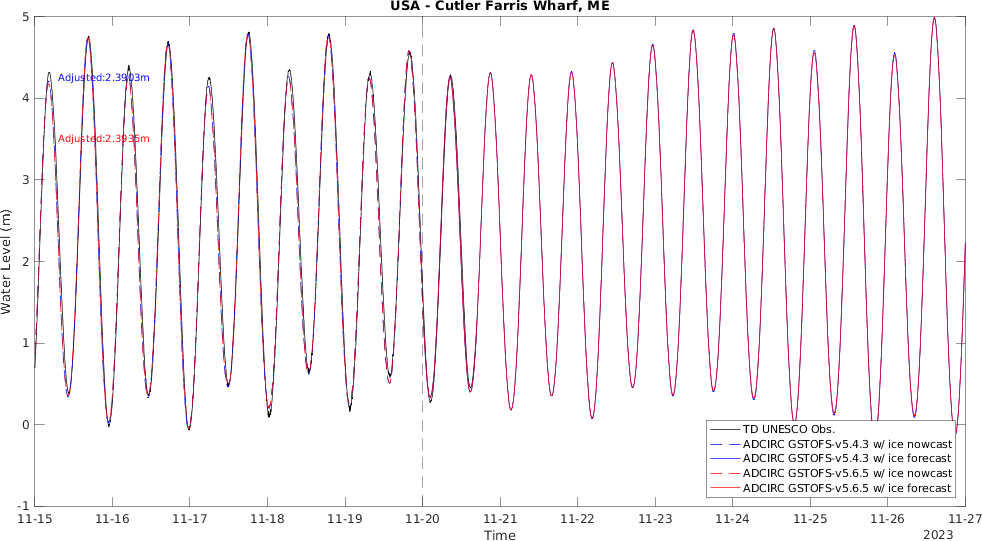 USA - Cutler Farris Wharf, ME
Water Level (m)
5
4
3
2
1
0
-1
Adjusted:2.3903m
Adjusted:2.3935m
TD UNESCO Obs.
ADCIRC GSTOFS-v5.4.3 w/ ice nowcast
ADCIRC GSTOFS-v5.4.3 w/ ice forecast
ADCIRC GSTOFS-v5.6.5 w/ ice nowcast
ADCIRC GSTOFS-v5.6.5 w/ ice forecast
11-15 11-16 11-17 11-18 11-19 11-20 11-21 11-22 11-23 11-24 11-25 11-26 11-27
Time
2023